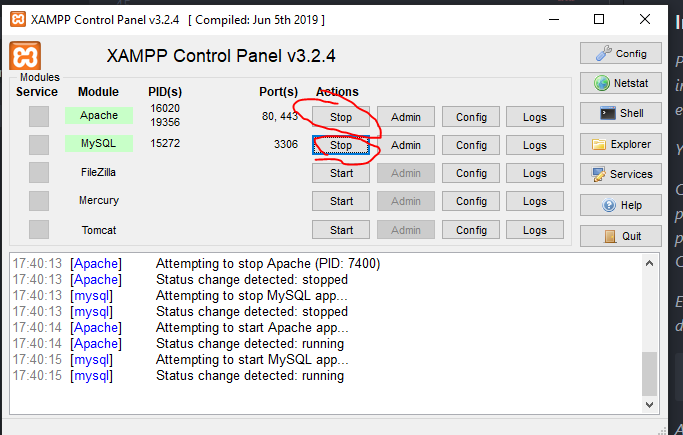 XAMPP Control Panel v3.2.4   [ Compiled: Jun 5th 2019 ]
XAMPP Control Panel v3.2.4
Modules
Service Module PID(s) Port(s) Actions
Apache 16020 19356 80, 443 Stop Admin Config Logs
MySQL 15272 3306 Stop Admin Config Logs
FileZilla Start Admin Config Logs
Mercury Start Admin Config Logs
Tomcat Start Admin Config Logs
Config
Netstat
Shell
Explorer
Services
Help
Quit
17:40:13 [Apache] Attempting to stop Apache (PID: 7400)
17:40:13 [Apache] Status change detected: stopped
17:40:13 [mysql] Attempting to stop MySQL app...
17:40:13 [mysql] Status change detected: stopped
17:40:14 [Apache] Attempting to start Apache app...
17:40:14 [Apache] Status change detected: running
17:40:15 [mysql] Attempting to start MySQL app...
17:40:15 [mysql] Status change detected: running